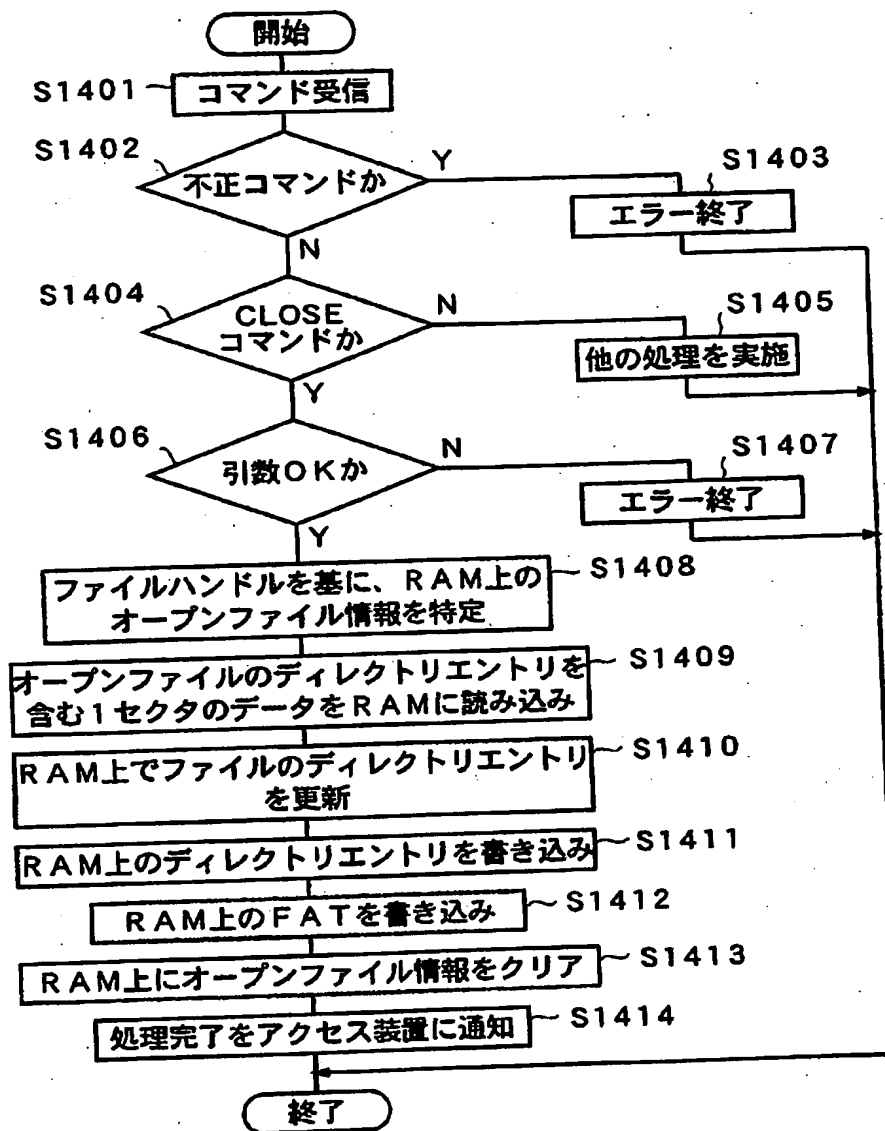 開始
S1401
コマンド受信
S1402
不正コマンドか
Y
S1403
エラー終了
N
S1404
CLOSE
コマンドか
N
S1405
他の処理を実施
Y
S1406
引数OKか
N
S1407
エラー終了
Y
ファイルハンドルを基に、RAM上の
オープンファイル情報を特定
S1408
オープンファイルのディレクトリエントリを
含む1セクタのデータをRAMに読み込み
S1409
RAM上でファイルのディレクトリエントリ
を更新
S1410
RAM上のディレクトリエントリを書き込み
S1411
RAM上のFATを書き込み
S1412
RAM上にオープンファイル情報をクリア
S1413
処理完了をアクセス装置に通知
S1414
終了